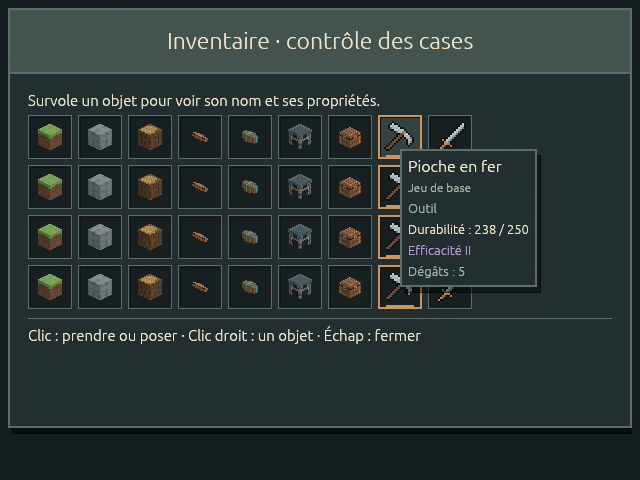 Inventaire · contrôle des cases
Survole un objet pour voir son nom et ses propriétés.
Pioche en fer
Jeu de base
Outil
Durabilité : 238 / 250
Efficacité II
Dégâts : 5
Clic : prendre ou poser · Clic droit : un objet · Échap : fermer